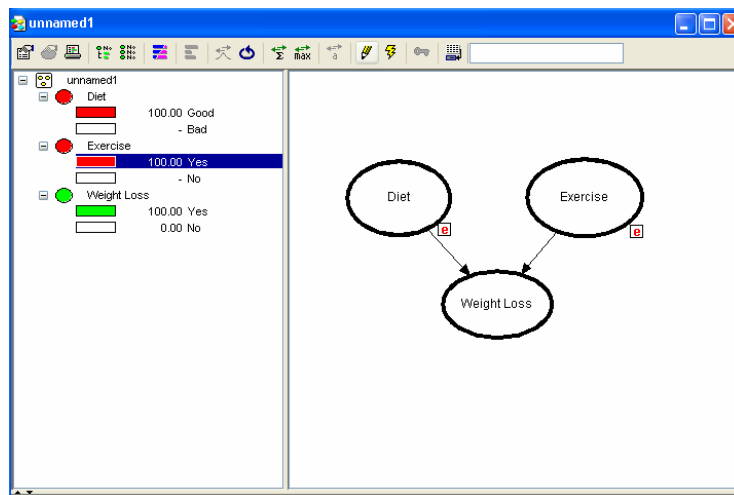 unnamed1
Σ max a
unnamed1
Diet
100.00 Good
- Bad
Exercise
100.00 Yes
- No
Weight Loss
100.00 Yes
0.00 No
Diet
e
Exercise
e
Weight Loss